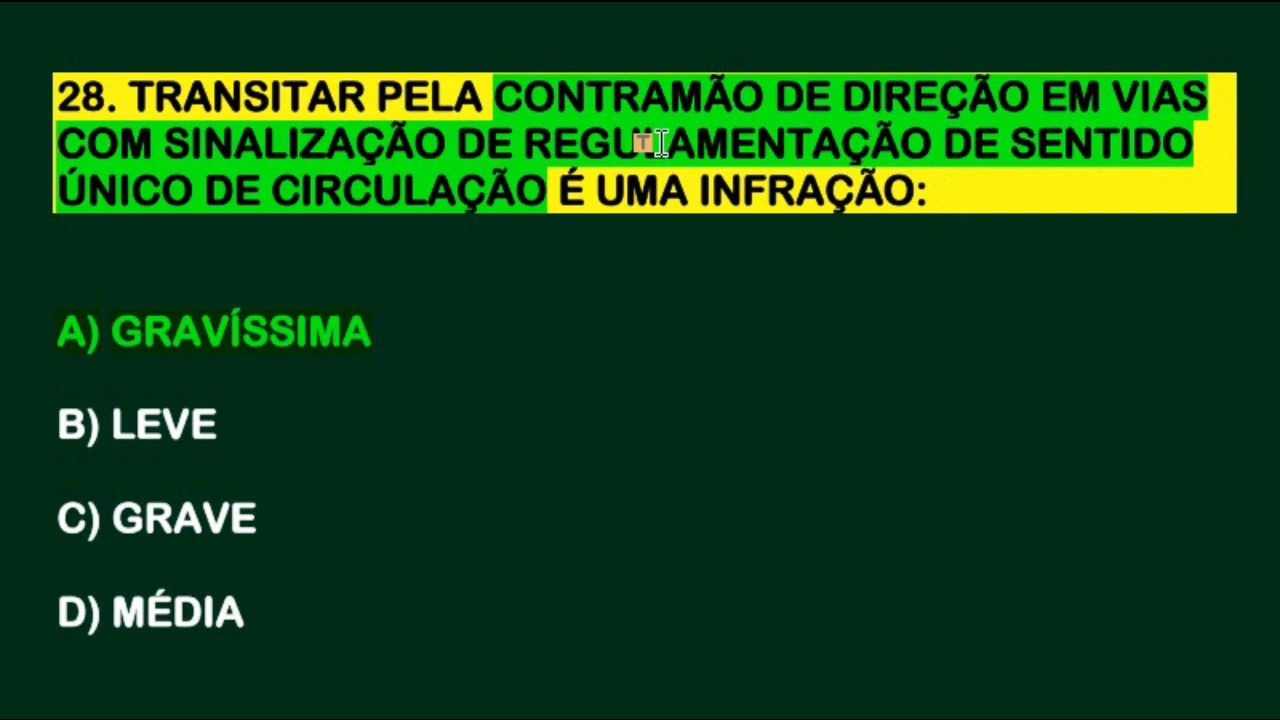 28. TRANSITAR PELA CONTRAMÃO DE DIREÇÃO EM VIAS
COM SINALIZAÇÃO DE REGULAMENTAÇÃO DE SENTIDO
ÚNICO DE CIRCULAÇÃO É UMA INFRAÇÃO:
A) GRAVÍSSIMA
B) LEVE
C) GRAVE
D) MÉDIA